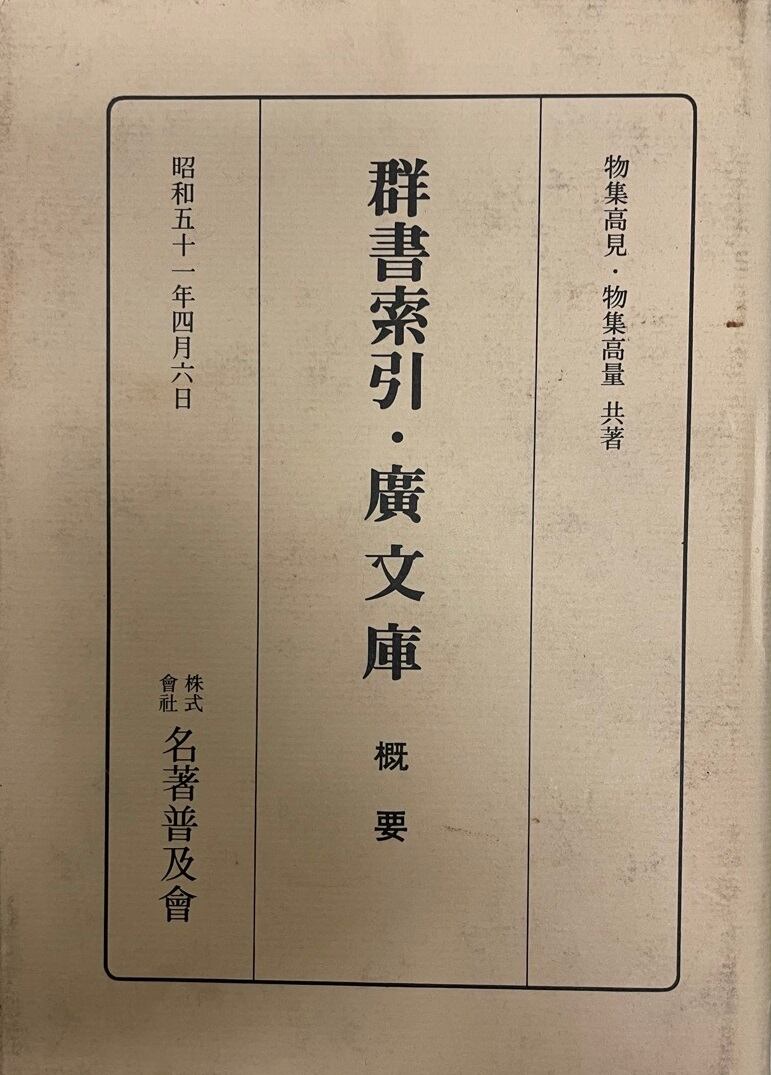 物集高見・物集高量 共著
群書索引・廣文庫 概要
昭和五十一年四月六日
株式會社 名著普及會